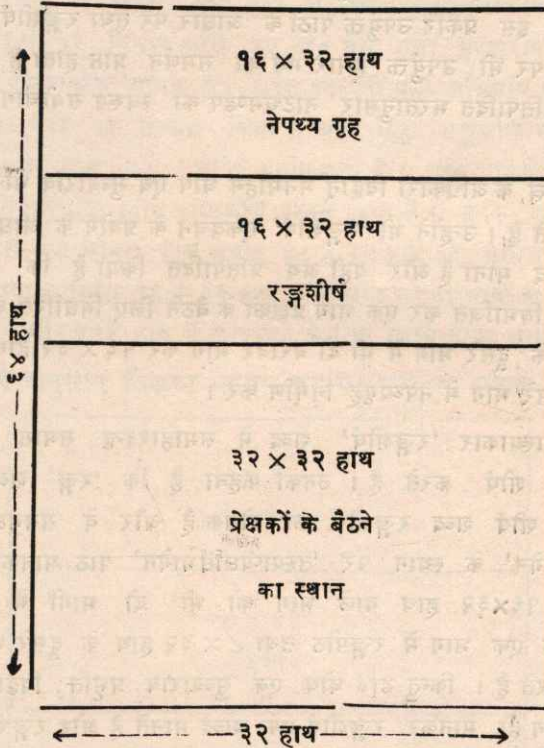 १६ × ३२ हाथ
नेपथ्य गृह
१६ × ३२ हाथ
रङ्गशीर्ष
६४ हाथ
३२ × ३२ हाथ
प्रेक्षकों के बैठने
का स्थान
३२ हाथ